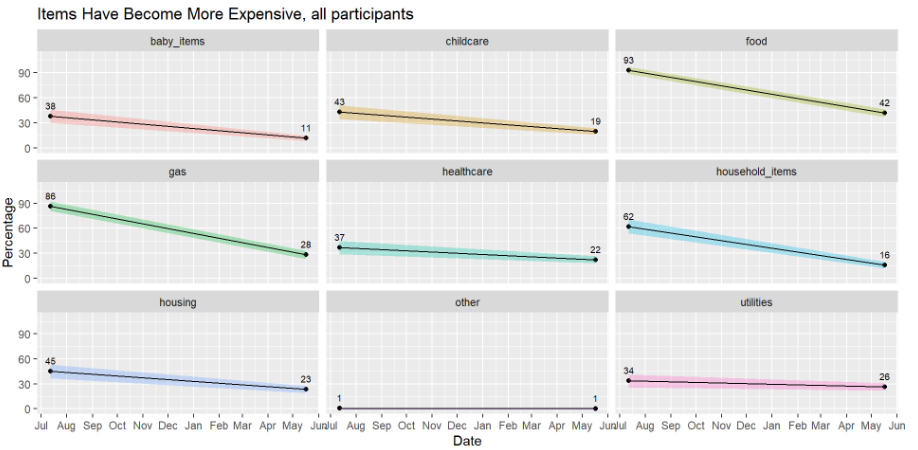 Items Have Become More Expensive, all participants
baby_items
childcare
food
90
60
30
0
38
11
43
19
93
42
gas
healthcare
household_items
Percentage
90
60
30
0
86
28
37
22
62
16
housing
other
utilities
90
60
30
0
45
23
1
1
34
26
Jul Aug Sep Oct Nov Dec Jan Feb Mar Apr May Jun
Jul Aug Sep Oct Nov Dec Jan Feb Mar Apr May Jun
Jul Aug Sep Oct Nov Dec Jan Feb Mar Apr May Jun
Date